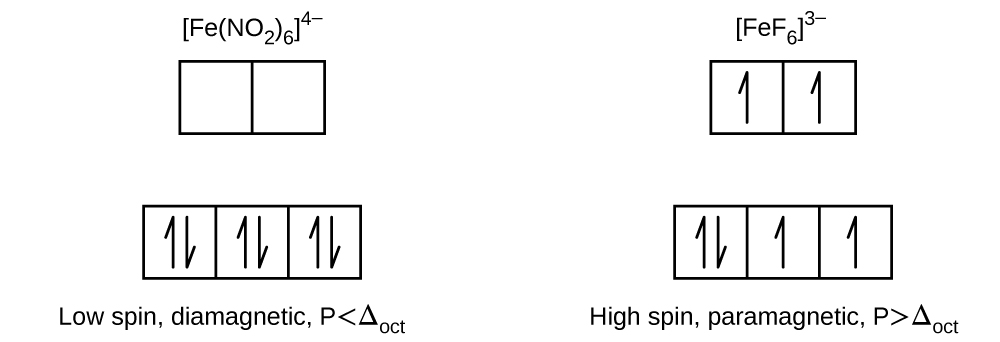 [Fe(NO₂)₆]⁴⁻
[FeF₆]³⁻
Low spin, diamagnetic, P<Δoct
High spin, paramagnetic, P>Δoct